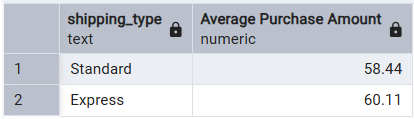 shipping_type Average Purchase Amount
text numeric
1 Standard 58.44
2 Express 60.11